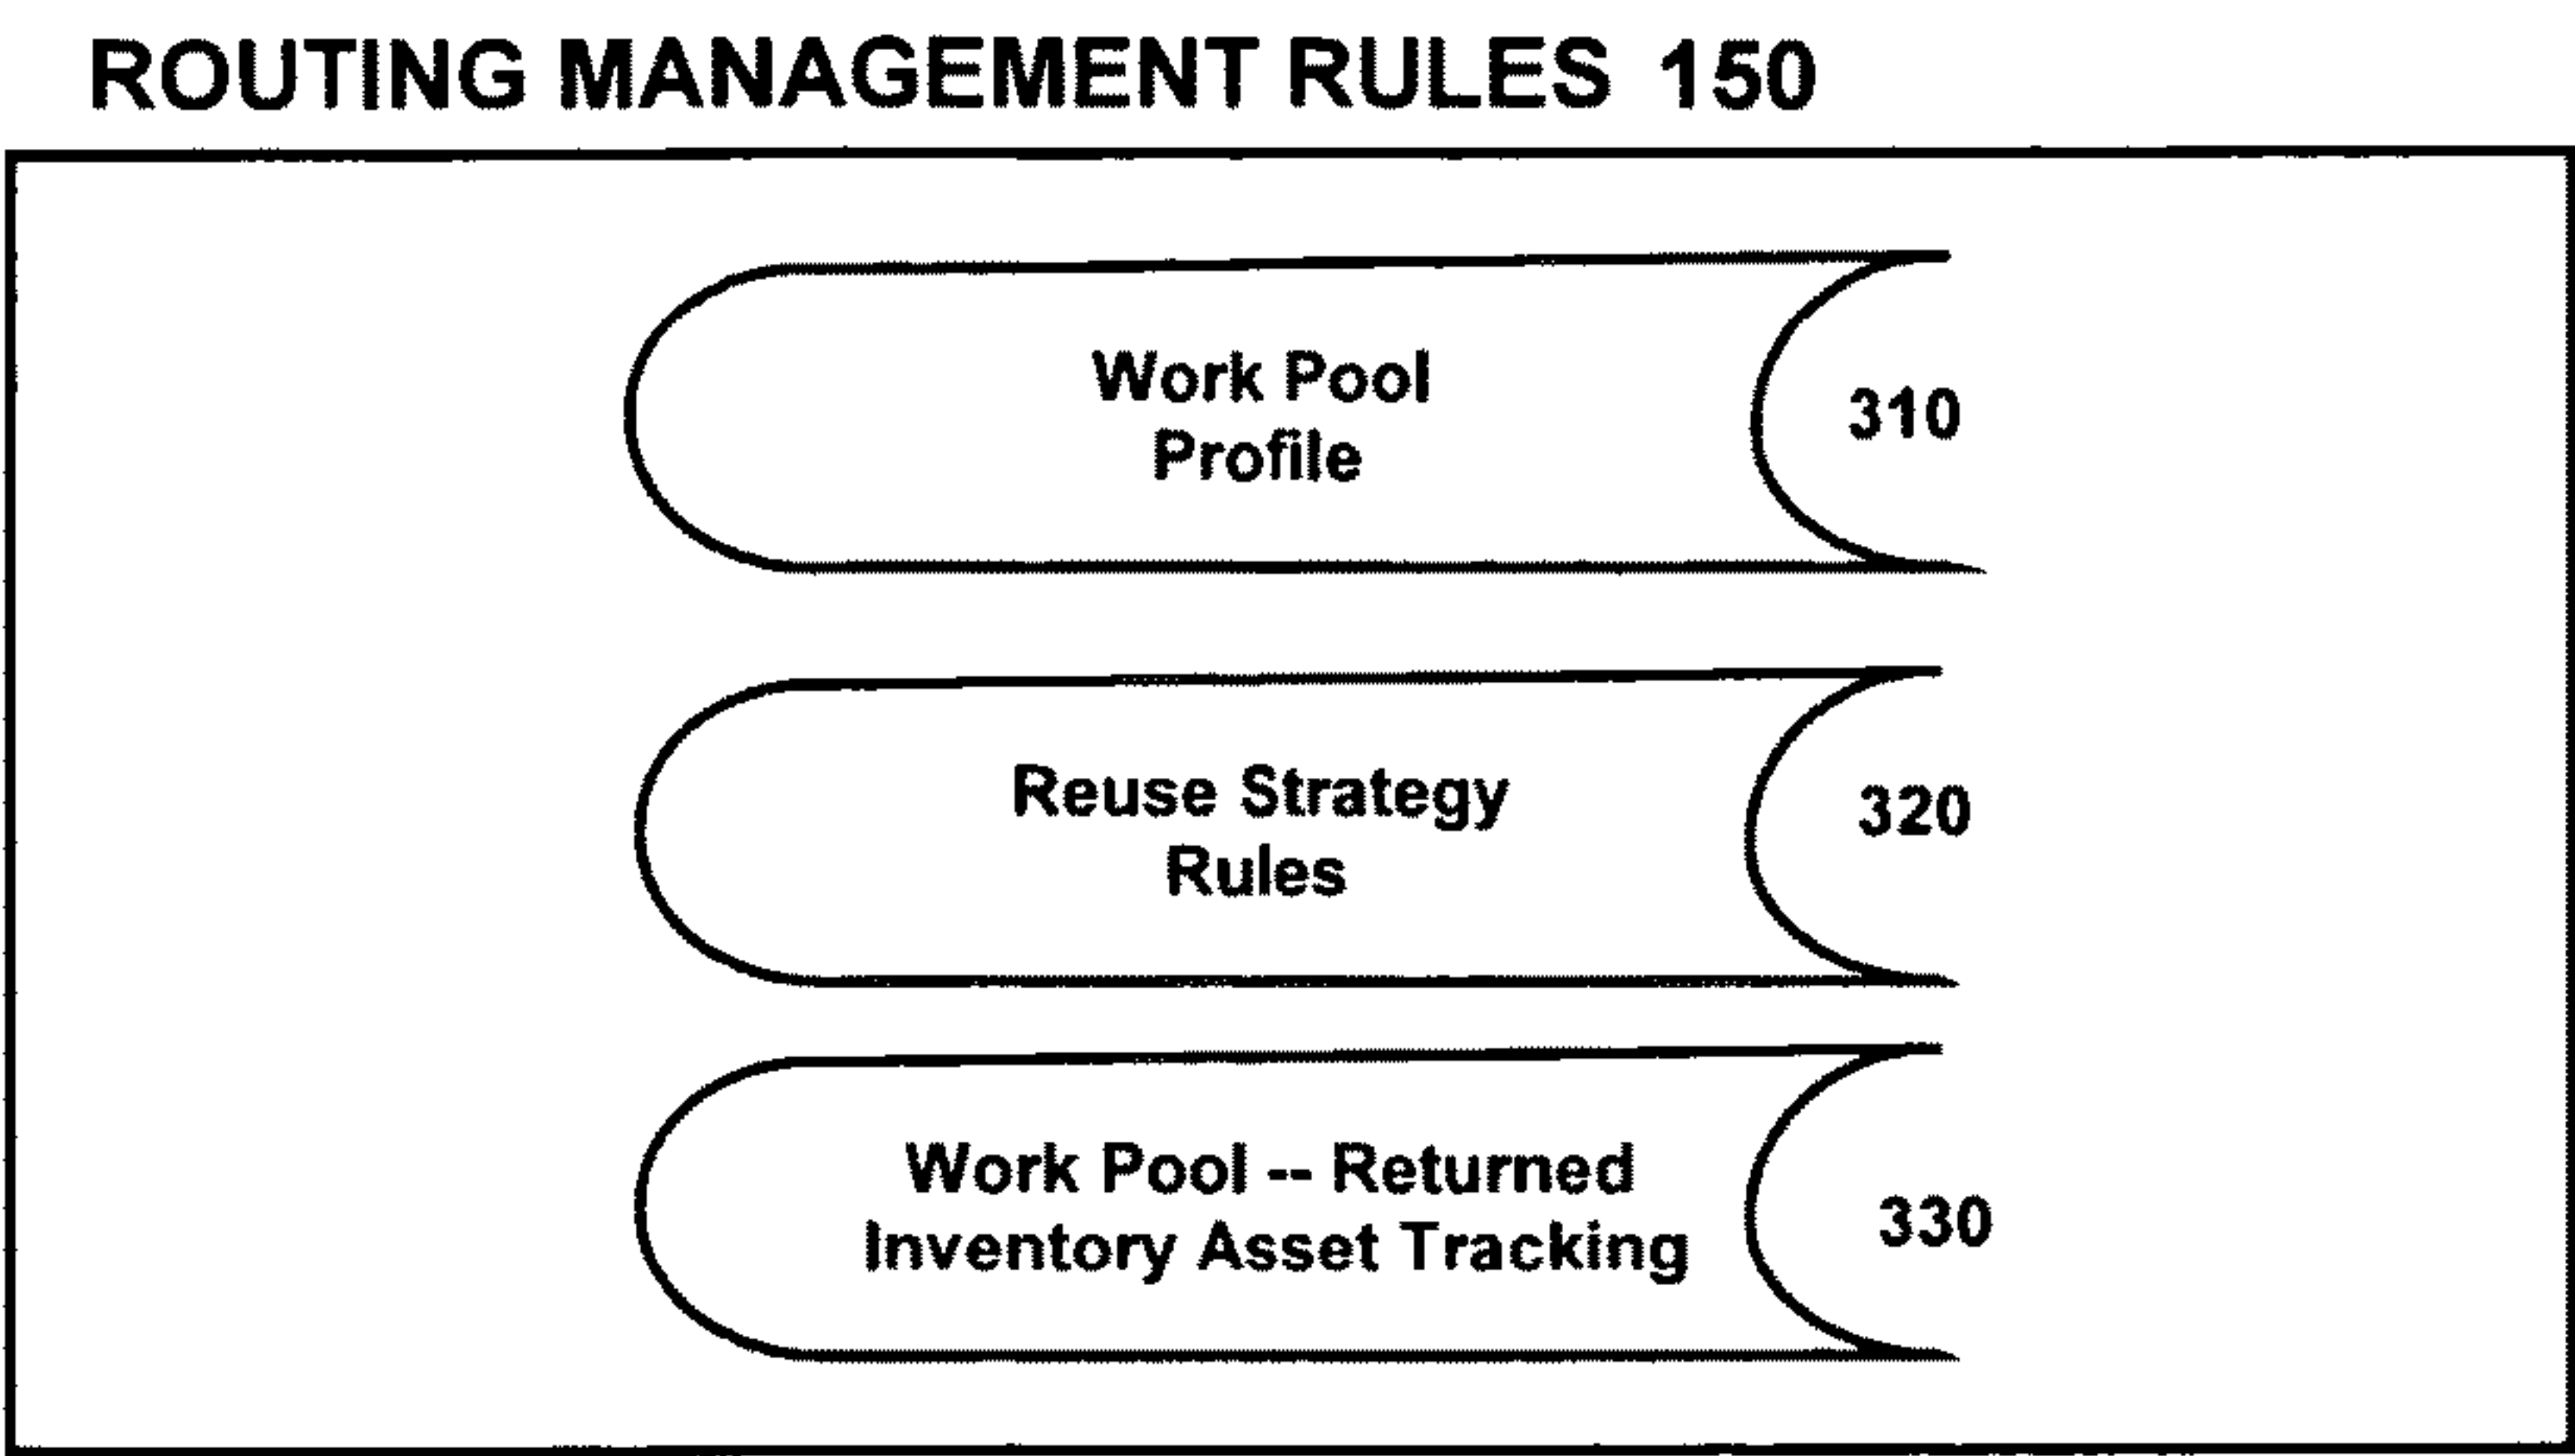 ROUTING MANAGEMENT RULES 150
Work Pool
Profile
310
Reuse Strategy
Rules
320
Work Pool -- Returned
Inventory Asset Tracking
330